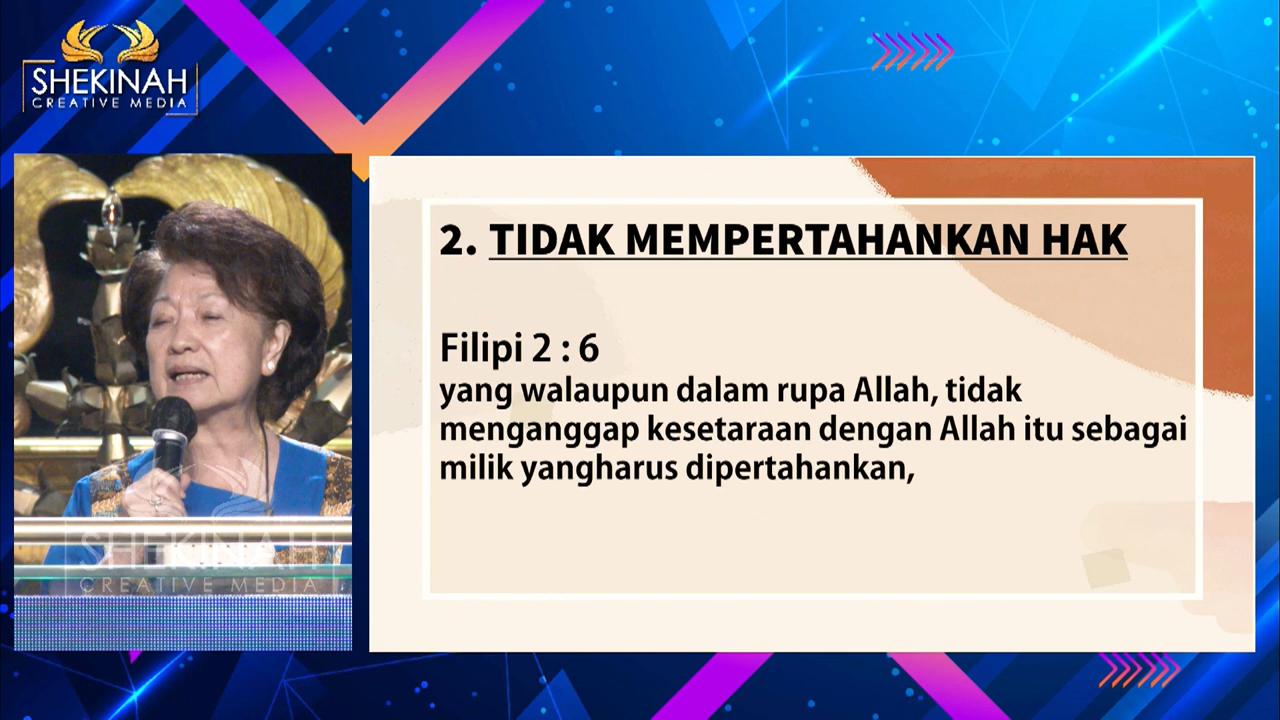 SHEKINAH
CREATIVE MEDIA
2. TIDAK MEMPERTAHANKAN HAK
Filipi 2 : 6
yang walaupun dalam rupa Allah, tidak
menganggap kesetaraan dengan Allah itu sebagai
milik yangharus dipertahankan,
SHEKINAH
CREATIVE MEDIA